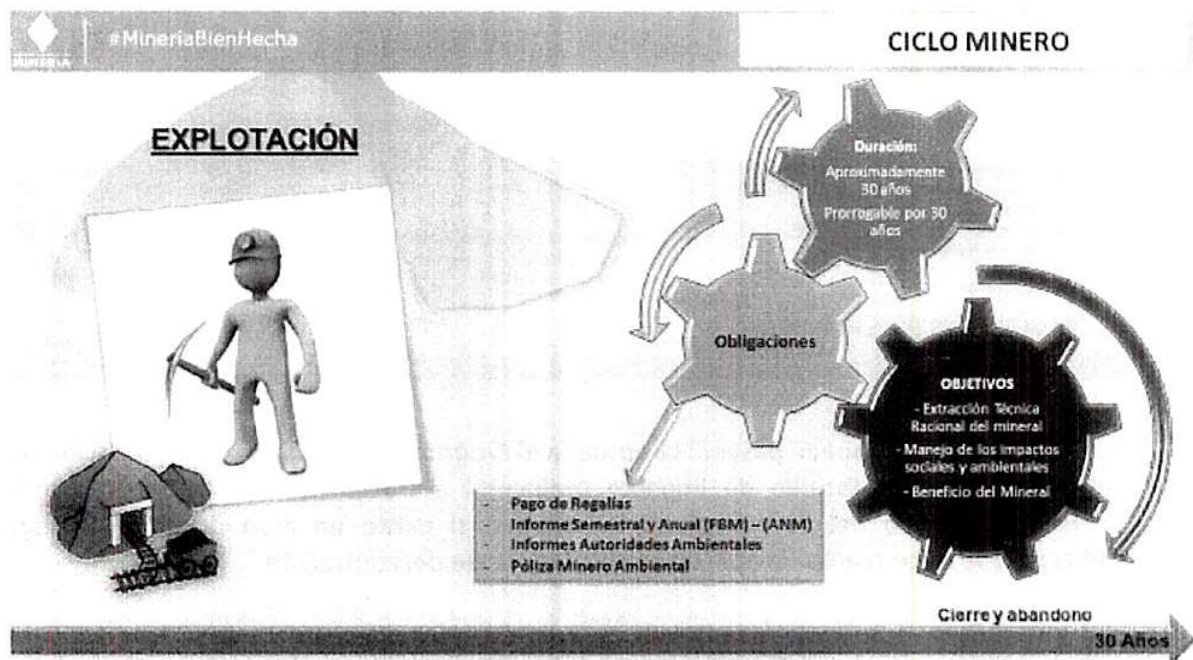 #MineriaBienHecha
CICLO MINERO
MINERÍA
EXPLOTACIÓN
Duración:
Aproximadamente
30 años
Prorrogable por 30
años
Obligaciones
OBJETIVOS
- Extracción Técnica
Racional del mineral
- Manejo de los impactos
sociales y ambientales
- Beneficio del Mineral
- Pago de Regalías
- Informe Semestral y Anual (FBM) – (ANM)
- Informes Autoridades Ambientales
- Póliza Minero Ambiental
Cierre y abandono
30 Años